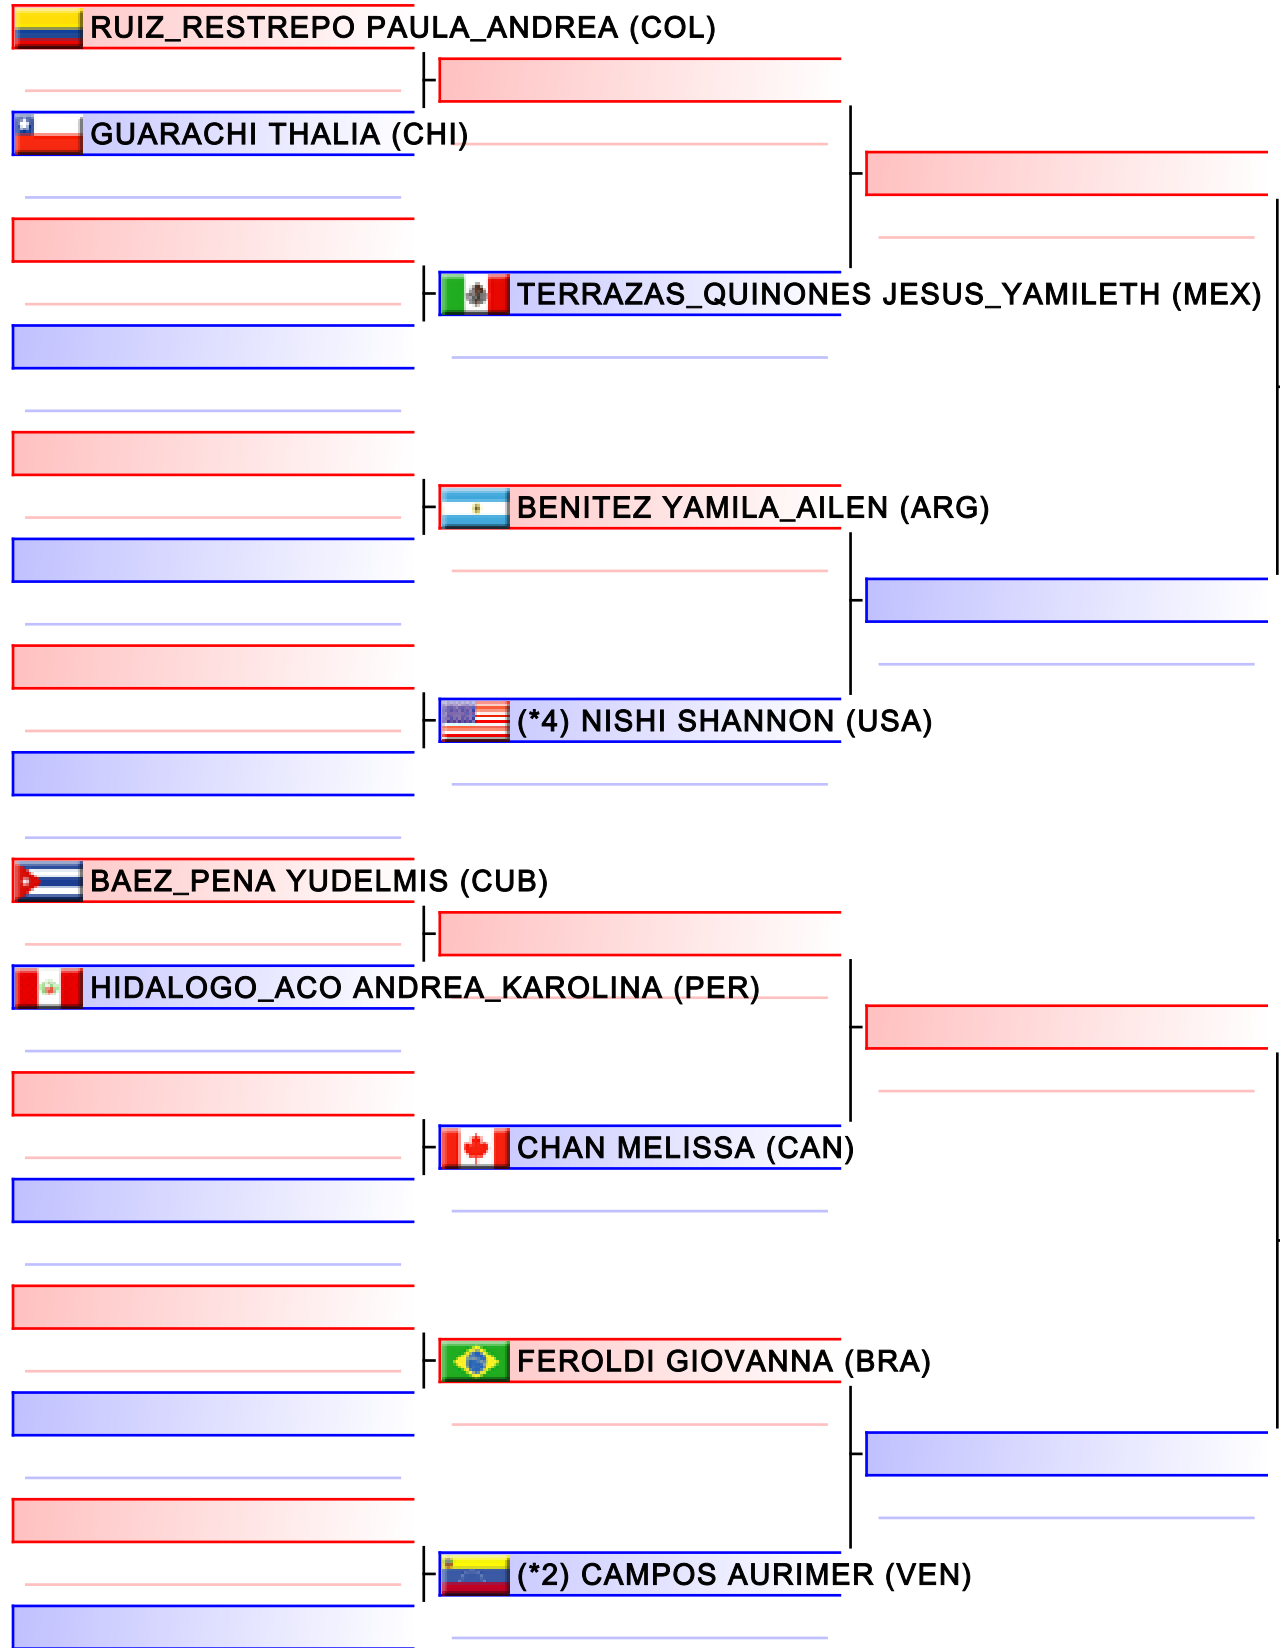 RUIZ_RESTREPO PAULA_ANDREA (COL)
GUARACHI THALIA (CHI)
TERRAZAS_QUINONES JESUS_YAMILETH (MEX)
BENITEZ YAMILA_AILEN (ARG)
(*4) NISHI SHANNON (USA)
BAEZ_PENA YUDELMIS (CUB)
HIDALOGO_ACO ANDREA_KAROLINA (PER)
CHAN MELISSA (CAN)
FEROLDI GIOVANNA (BRA)
(*2) CAMPOS AURIMER (VEN)